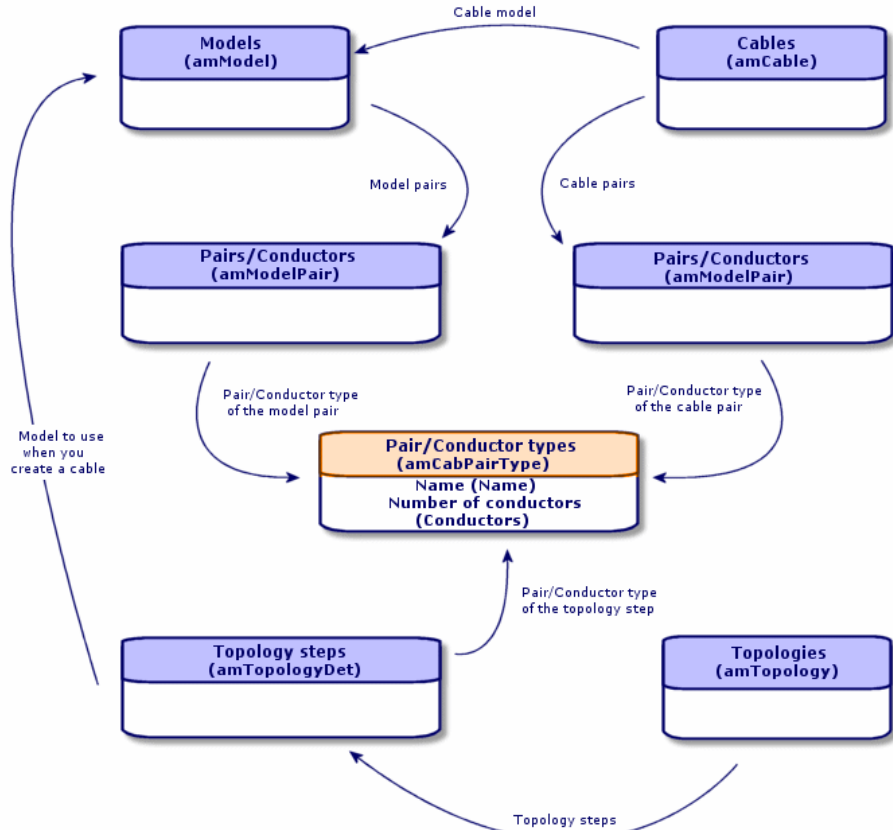 Cable model
Models
(amModel)
Cables
(amCable)
Model pairs
Cable pairs
Pairs/Conductors
(amModelPair)
Pairs/Conductors
(amModelPair)
Pair/Conductor type
of the model pair
Pair/Conductor type
of the cable pair
Model to use
when you
create a cable
Pair/Conductor types
(amCabPairType)
Name (Name)
Number of conductors
(Conductors)
Pair/Conductor type
of the topology step
Topology steps
(amTopologyDet)
Topologies
(amTopology)
Topology steps